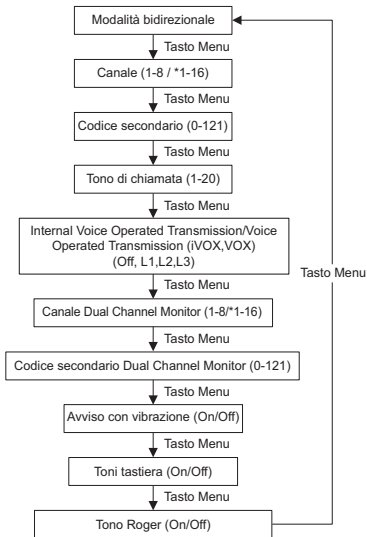 Modalità bidirezionale
Tasto Menu
Canale (1-8 / *1-16)
Tasto Menu
Codice secondario (0-121)
Tasto Menu
Tono di chiamata (1-20)
Tasto Menu
Internal Voice Operated Transmission/Voice
Operated Transmission (iVOX,VOX)
(Off, L1,L2,L3)
Tasto Menu
Tasto Menu
Canale Dual Channel Monitor (1-8/*1-16)
Tasto Menu
Codice secondario Dual Channel Monitor (0-121)
Tasto Menu
Avviso con vibrazione (On/Off)
Tasto Menu
Toni tastiera (On/Off)
Tasto Menu
Tono Roger (On/Off)